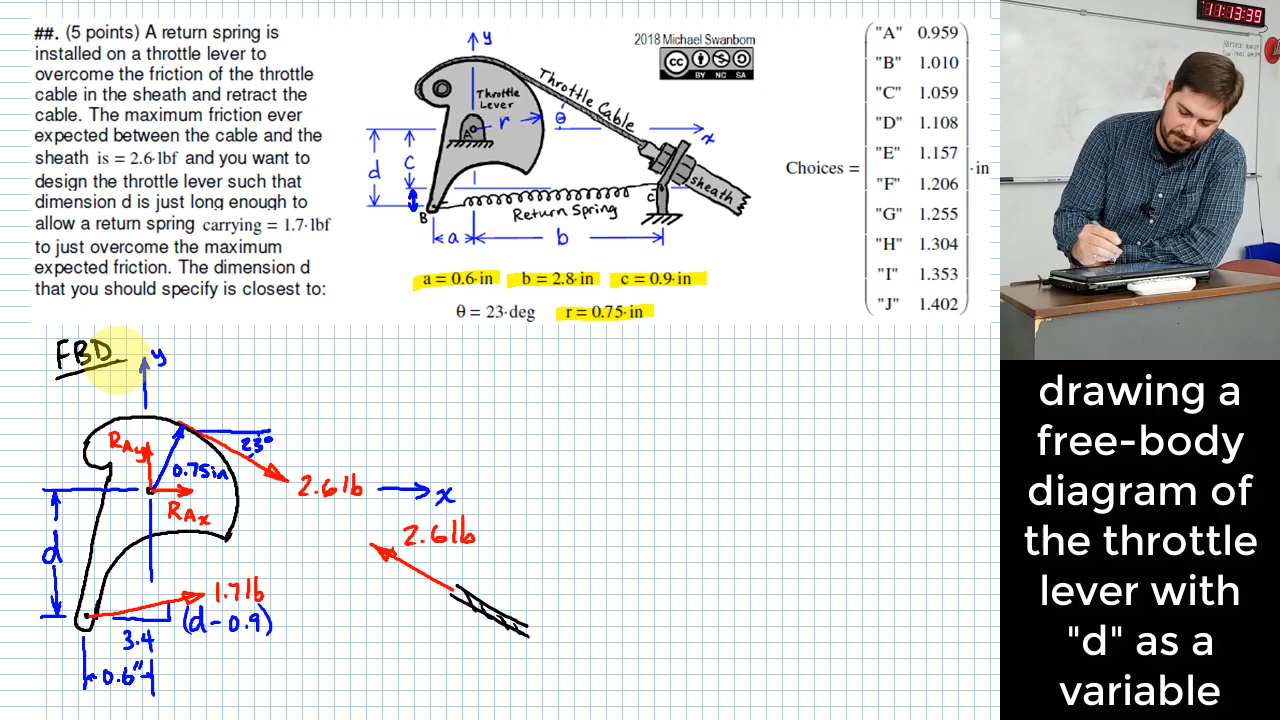 ##. (5 points) A return spring is
installed on a throttle lever to
overcome the friction of the throttle
cable in the sheath and retract the
cable. The maximum friction ever
expected between the cable and the
sheath is = 2.6·lbf and you want to
design the throttle lever such that
dimension d is just long enough to
allow a return spring carrying = 1.7·lbf
to just overcome the maximum
expected friction. The dimension d
that you should specify is closest to:
2018 Michael Swanbom
cc BY NC SA
y
Throttle Cable
Throttle
Lever
r
θ
A
x
d
c
sheath
B
Return Spring
C
a
b
a = 0.6·in b = 2.8·in c = 0.9·in
θ = 23·deg r = 0.75·in
Choices =
"A" 0.959
"B" 1.010
"C" 1.059
"D" 1.108
"E" 1.157
"F" 1.206
"G" 1.255
"H" 1.304
"I" 1.353
"J" 1.402
·in
11:13:39
FBD
y
23°
RAy
0.75in
2.6 lb
x
RAx
2.6 lb
d
1.7 lb
(d-0.9)
3.4
0.6"
drawing a
free-body
diagram of
the throttle
lever with
"d" as a
variable